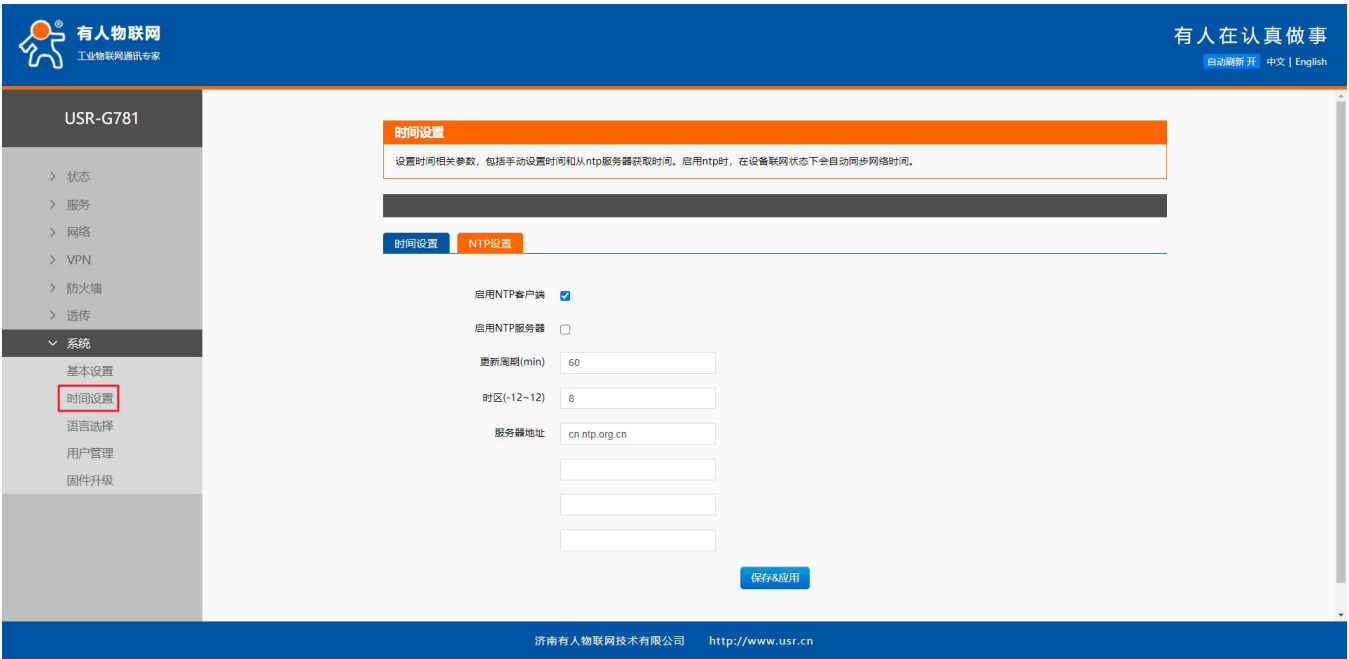 有人物联网
工业物联网通讯专家
有人在认真做事
自动刷新 开 中文 | English
USR-G781
状态
服务
网络
VPN
防火墙
透传
系统
基本设置
时间设置
语言选择
用户管理
固件升级
时间设置
设置时间相关参数，包括手动设置时间和从ntp服务器获取时间。启用ntp时，在设备联网状态下会自动同步网络时间。
时间设置 NTP设置
启用NTP客户端
启用NTP服务器
更新周期(min) 60
时区(-12~12) 8
服务器地址 cn.ntp.org.cn
保存&应用
济南有人物联网技术有限公司 http://www.usr.cn